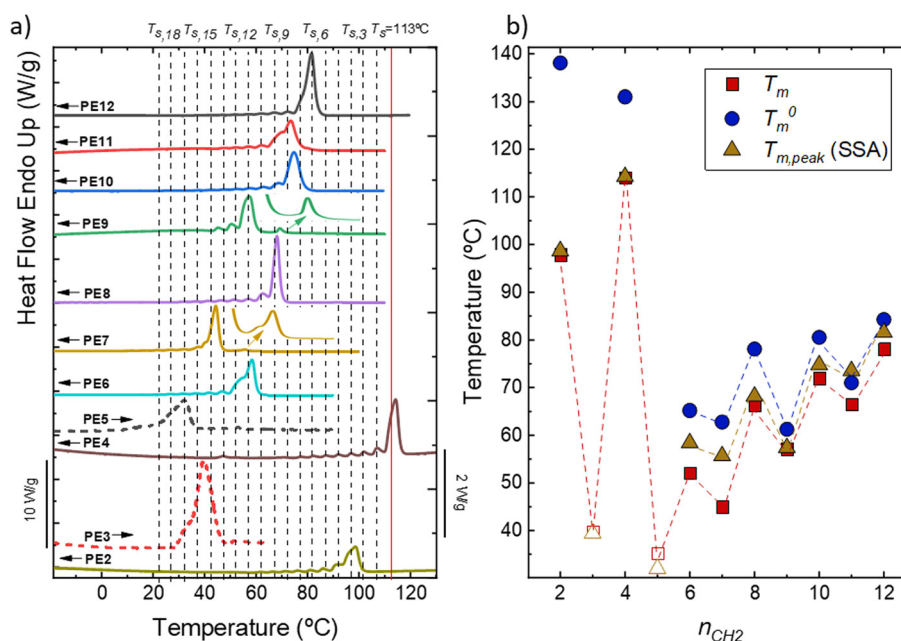 a)
T_s,18 T_s,15 T_s,12 T_s,9 T_s,6 T_s,3 T_s=113ºC
Heat Flow Endo Up (W/g)
PE12
PE11
PE10
PE9
PE8
PE7
PE6
PE5
PE4
PE3
PE2
10 W/g
2 W/g
0 20 40 60 80 100 120
Temperature (ºC)
b)
T_m
T_m^0
T_m,peak (SSA)
Temperature (ºC)
140
130
120
110
100
90
80
70
60
50
40
2 4 6 8 10 12
n_CH2